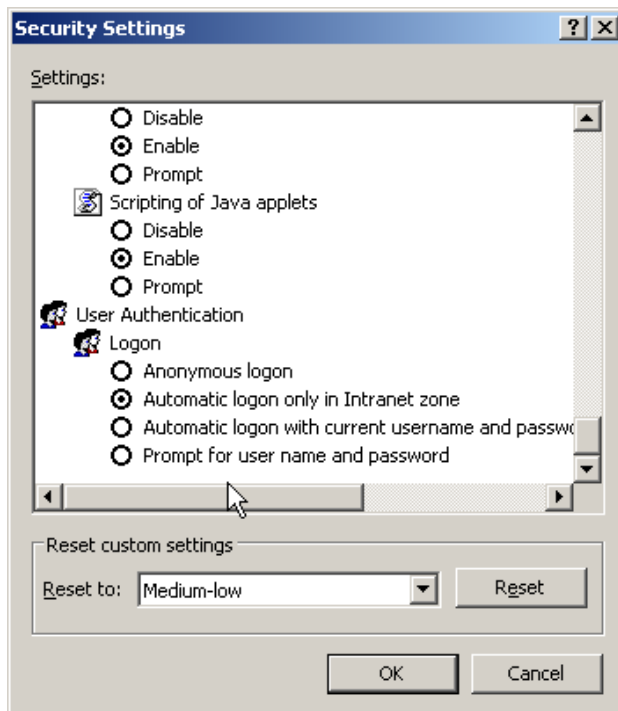 Security Settings
Settings:
Disable
Enable
Prompt
Scripting of Java applets
Disable
Enable
Prompt
User Authentication
Logon
Anonymous logon
Automatic logon only in Intranet zone
Automatic logon with current username and
Prompt for user name and password
Reset custom settings
Reset to: Medium-low Reset
OK Cancel